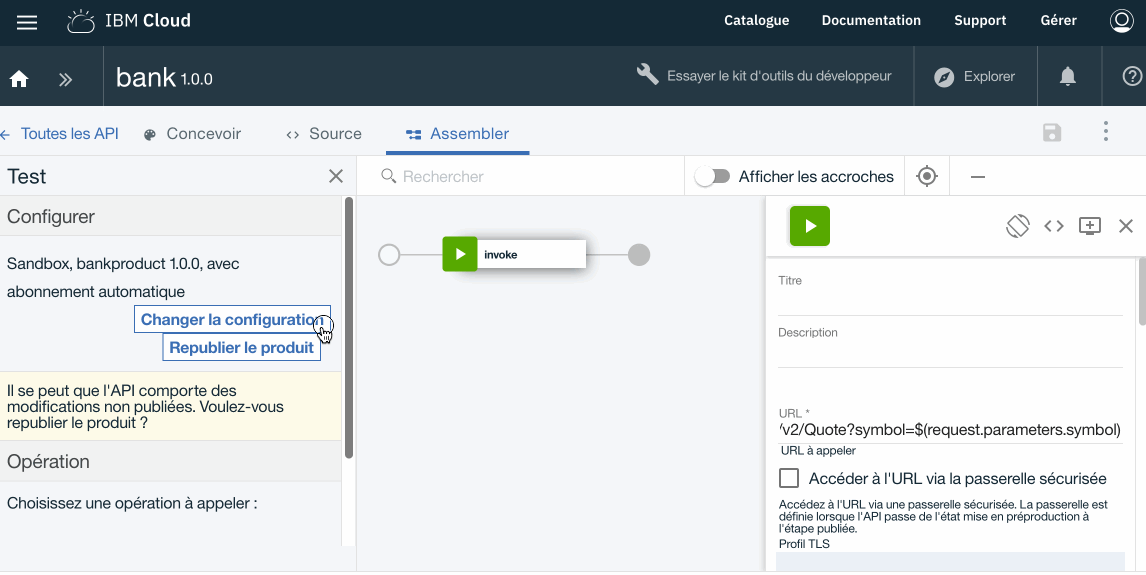 IBM Cloud
Catalogue
Documentation
Support
Gérer
bank 1.0.0
Essayer le kit d'outils du développeur
Explorer
Toutes les API
Concevoir
Source
Assembler
Test
Rechercher
Afficher les accroches
Configurer
Sandbox, bankproduct 1.0.0, avec
abonnement automatique
Changer la configuration
Republier le produit
Il se peut que l'API comporte des
modifications non publiées. Voulez-vous
republier le produit ?
Opération
Choisissez une opération à appeler :
invoke
Titre
Description
URL *
/v2/Quote?symbol=$(request.parameters.symbol)
URL à appeler
Accéder à l'URL via la passerelle sécurisée
Accédez à l'URL via une passerelle sécurisée. La passerelle est
définie lorsque l'API passe de l'état mise en préproduction à
l'étape publiée.
Profil TLS